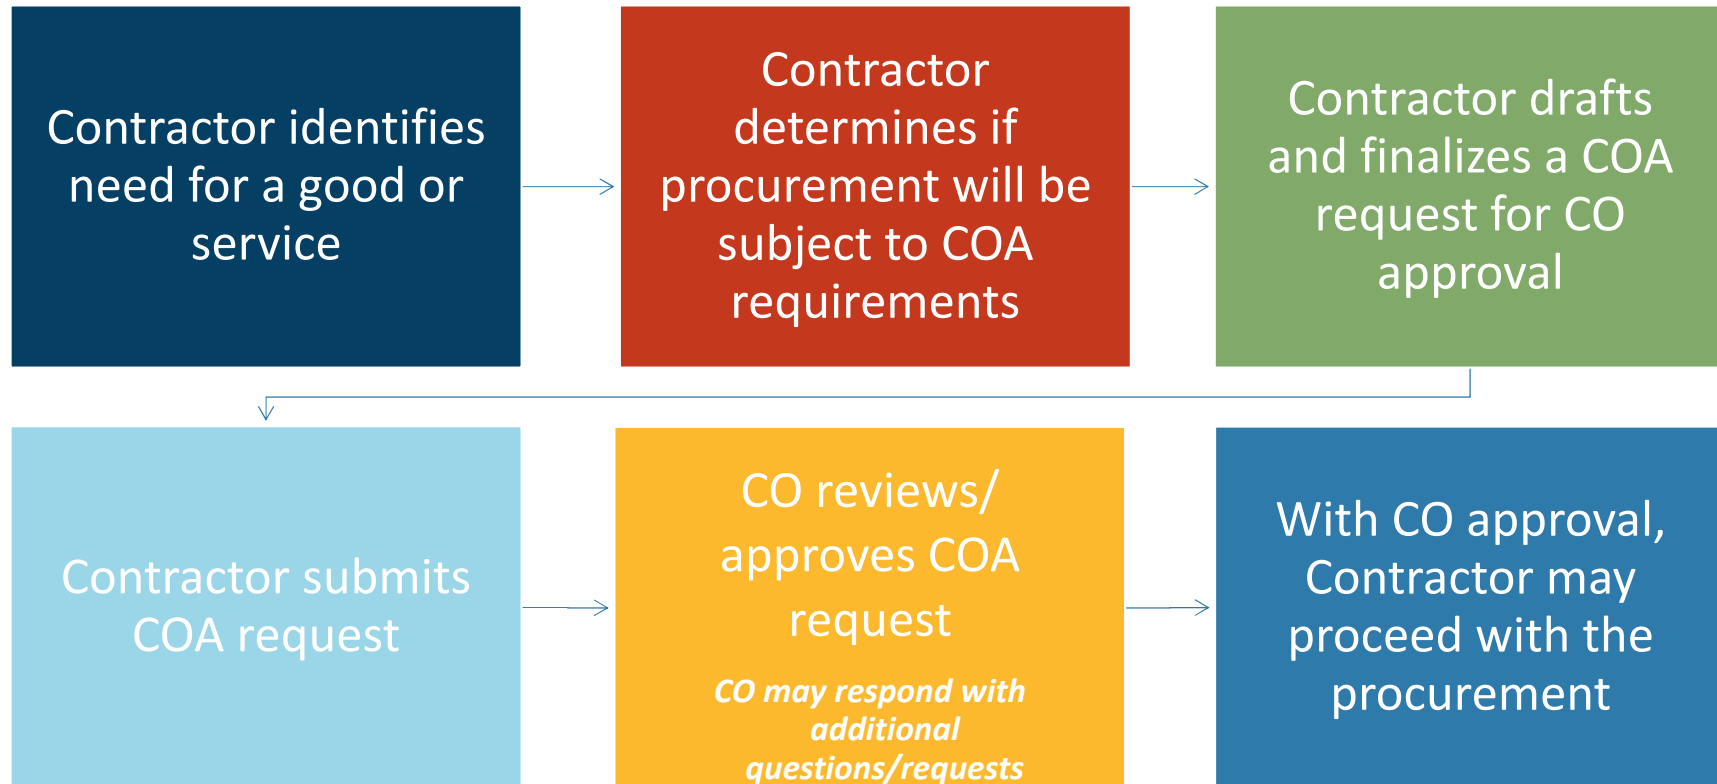 Contractor identifies
need for a good or
service
Contractor
determines if
procurement will be
subject to COA
requirements
Contractor drafts
and finalizes a COA
request for CO
approval
Contractor submits
COA request
CO reviews/
approves COA
request
CO may respond with
additional
questions/requests
With CO approval,
Contractor may
proceed with the
procurement